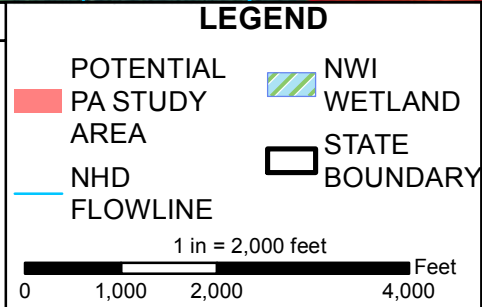 LEGEND
POTENTIAL
PA STUDY
AREA
NHD
FLOWLINE
NWI
WETLAND
STATE
BOUNDARY
1 in = 2,000 feet
Feet
0 1,000 2,000 4,000